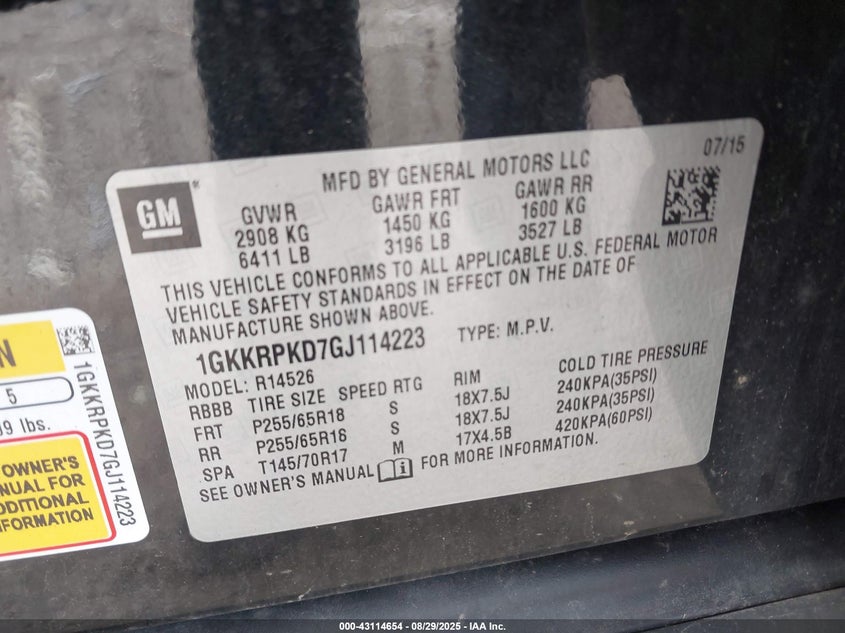 MFD BY GENERAL MOTORS LLC 07/15
GM
GVWR GAWR FRT GAWR RR
2908 KG 1450 KG 1600 KG
6411 LB 3196 LB 3527 LB
THIS VEHICLE CONFORMS TO ALL APPLICABLE U.S. FEDERAL MOTOR
VEHICLE SAFETY STANDARDS IN EFFECT ON THE DATE OF
MANUFACTURE SHOWN ABOVE.
1GKKRPKD7GJ114223 TYPE: M.P.V.
MODEL: R14526
RBBB TIRE SIZE SPEED RTG RIM COLD TIRE PRESSURE
FRT P255/65R18 S 18X7.5J 240KPA(35PSI)
RR P255/65R18 S 18X7.5J 240KPA(35PSI)
SPA T145/70R17 M 17X4.5B 420KPA(60PSI)
SEE OWNER'S MANUAL FOR MORE INFORMATION.
N
5
99 lbs.
OWNER'S
NUAL FOR
DDITIONAL
FORMATION
1GKKRPKD7GJ114223
000-43114654 - 08/29/2025 - IAA Inc.